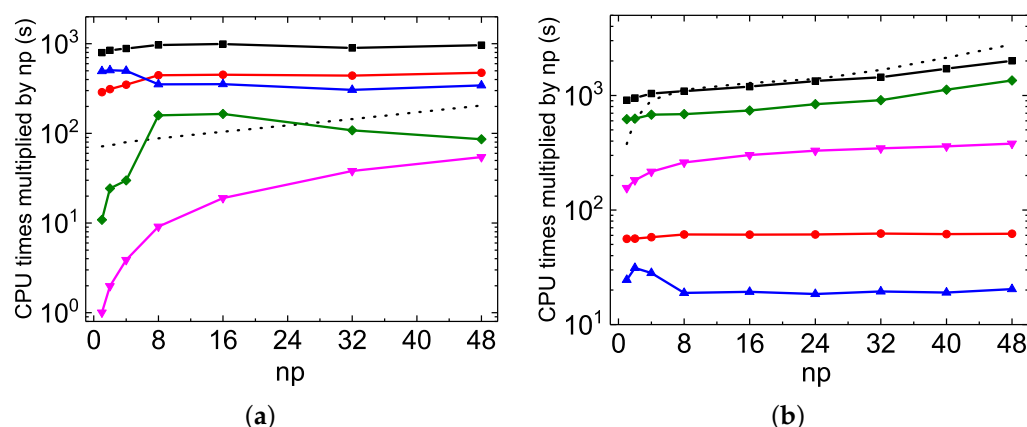 CPU times multiplied by np (s)
10³
10²
10¹
10⁰
0 8 16 24 32 40 48
np
(a)
CPU times multiplied by np (s)
10³
10²
10¹
0 8 16 24 32 40 48
np
(b)